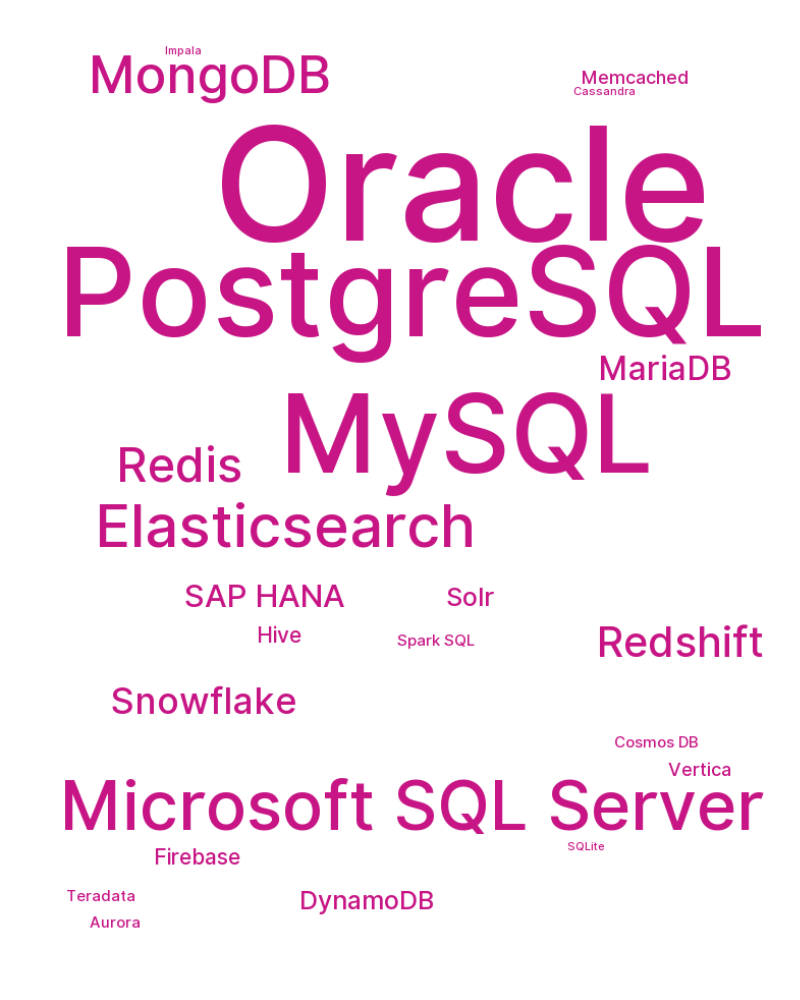 Impala
MongoDB
Memcached
Cassandra
Oracle
PostgreSQL
MariaDB
MySQL
Redis
Elasticsearch
SAP HANA
Solr
Hive
Spark SQL
Redshift
Snowflake
Cosmos DB
Vertica
Microsoft SQL Server
SQLite
Firebase
Teradata
DynamoDB
Aurora